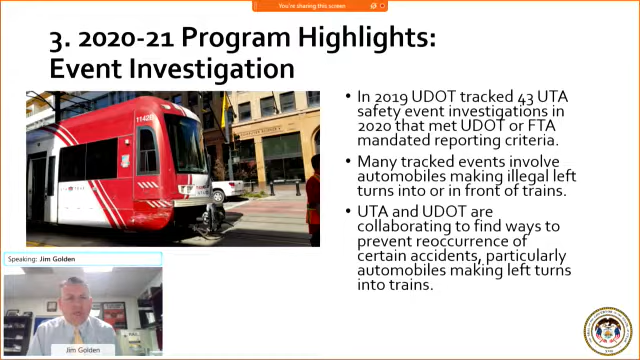 You're sharing this screen
3. 2020-21 Program Highlights:
Event Investigation
• In 2019 UDOT tracked 43 UTA
safety event investigations in
2020 that met UDOT or FTA
mandated reporting criteria.
• Many tracked events involve
automobiles making illegal left
turns into or in front of trains.
• UTA and UDOT are
collaborating to find ways to
prevent reoccurrence of
certain accidents, particularly
automobiles making left turns
into trains.
Speaking: Jim Golden
Jim Golden